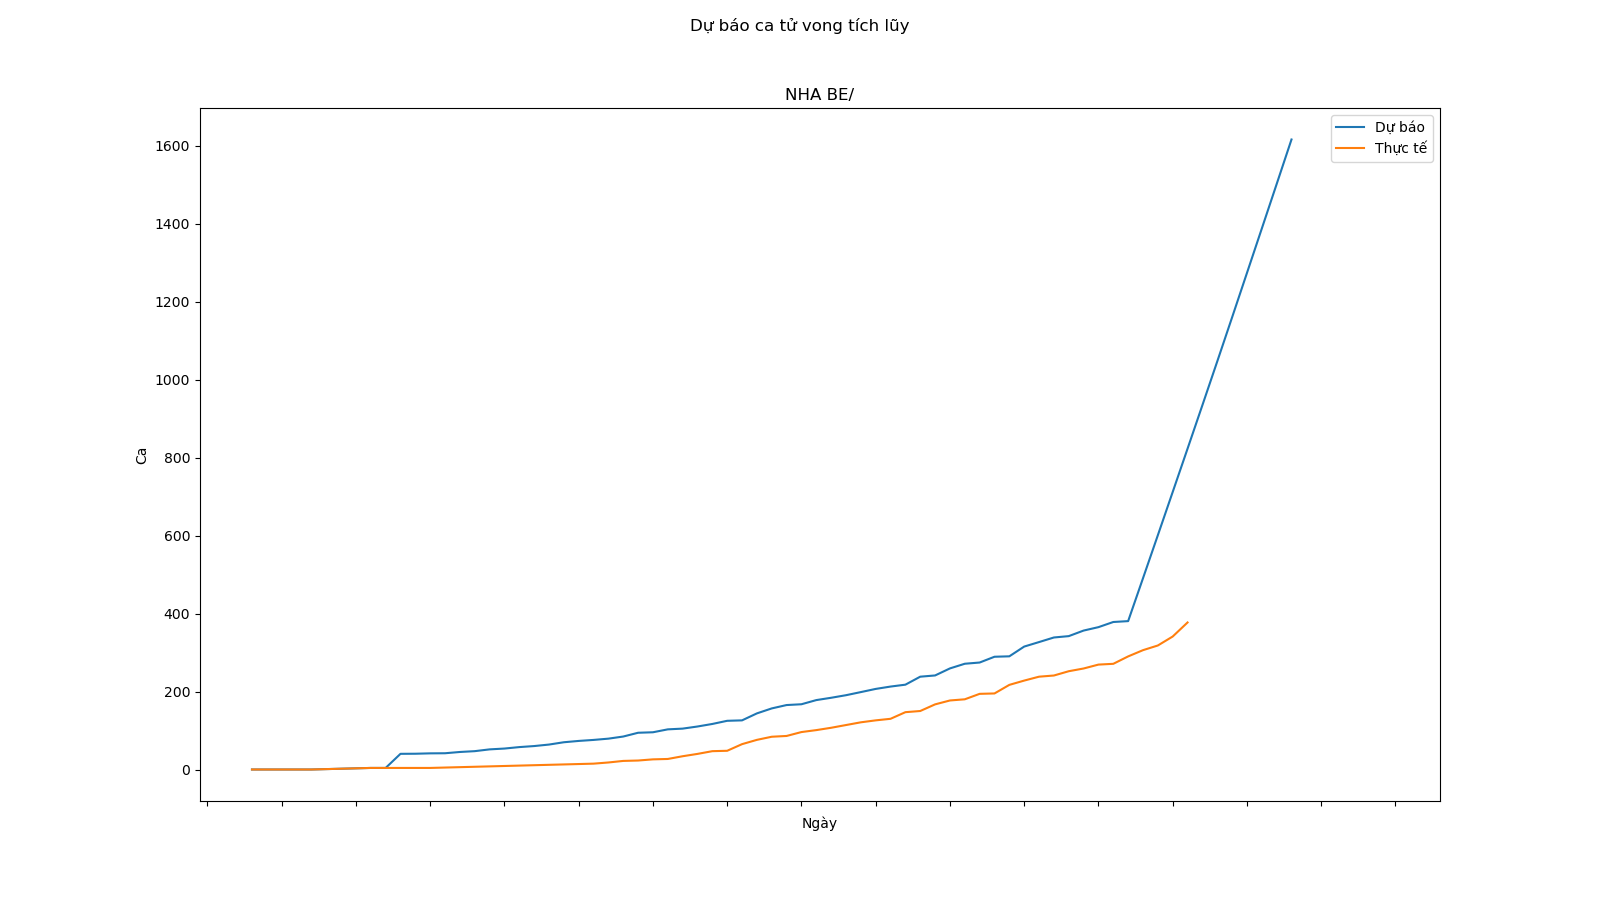 Dự báo ca tử vong tích lũy
NHA BE/
Dự báo
Thực tế
1600
1400
1200
1000
800
600
400
200
0
Ca
Ngày